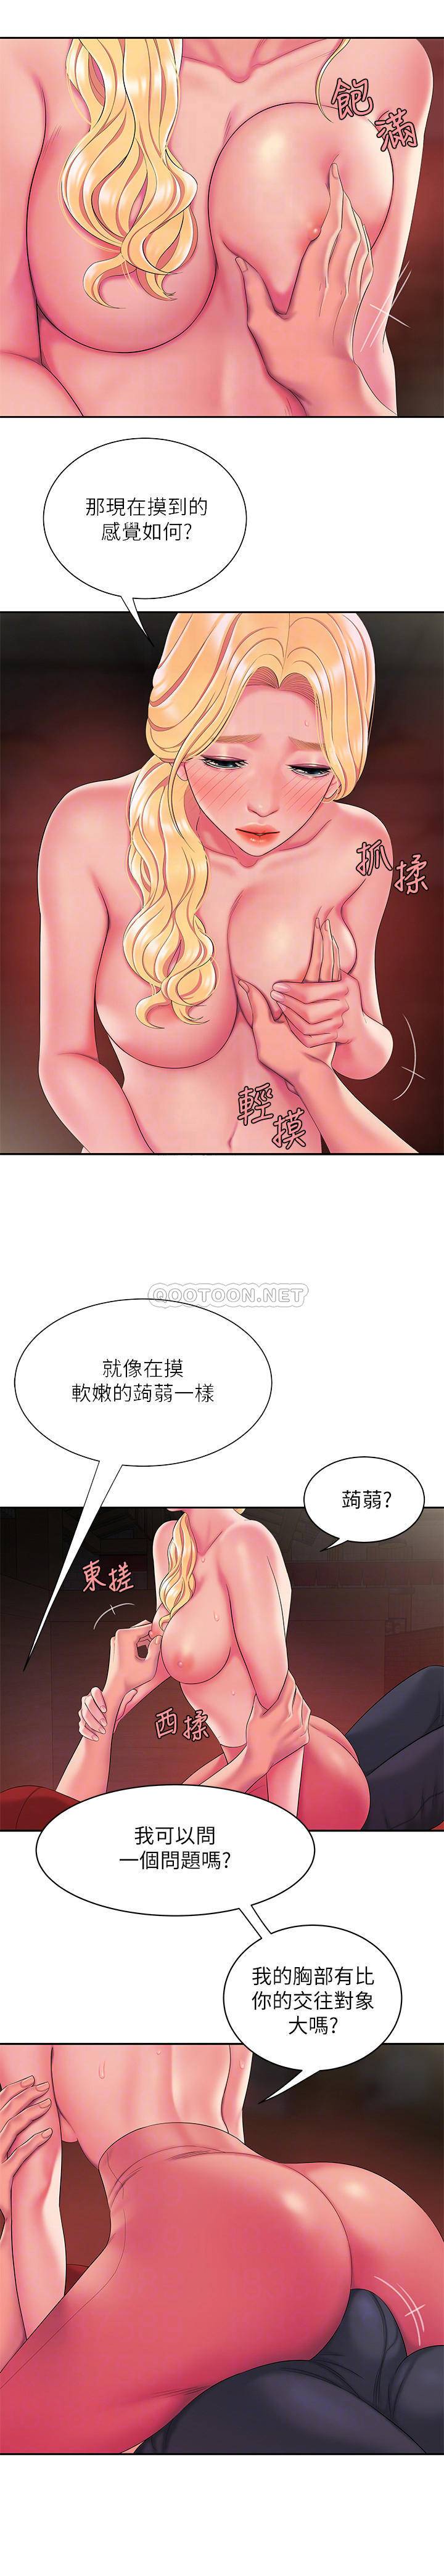 飽
滿
那現在摸到的
感覺如何?
抓揉
輕
摸
QOOTOON.NET
就像在摸
軟嫩的蒟蒻一樣
蒟蒻?
東搓
西揉
我可以問
一個問題嗎?
我的胸部有比
你的交往對象
大嗎?